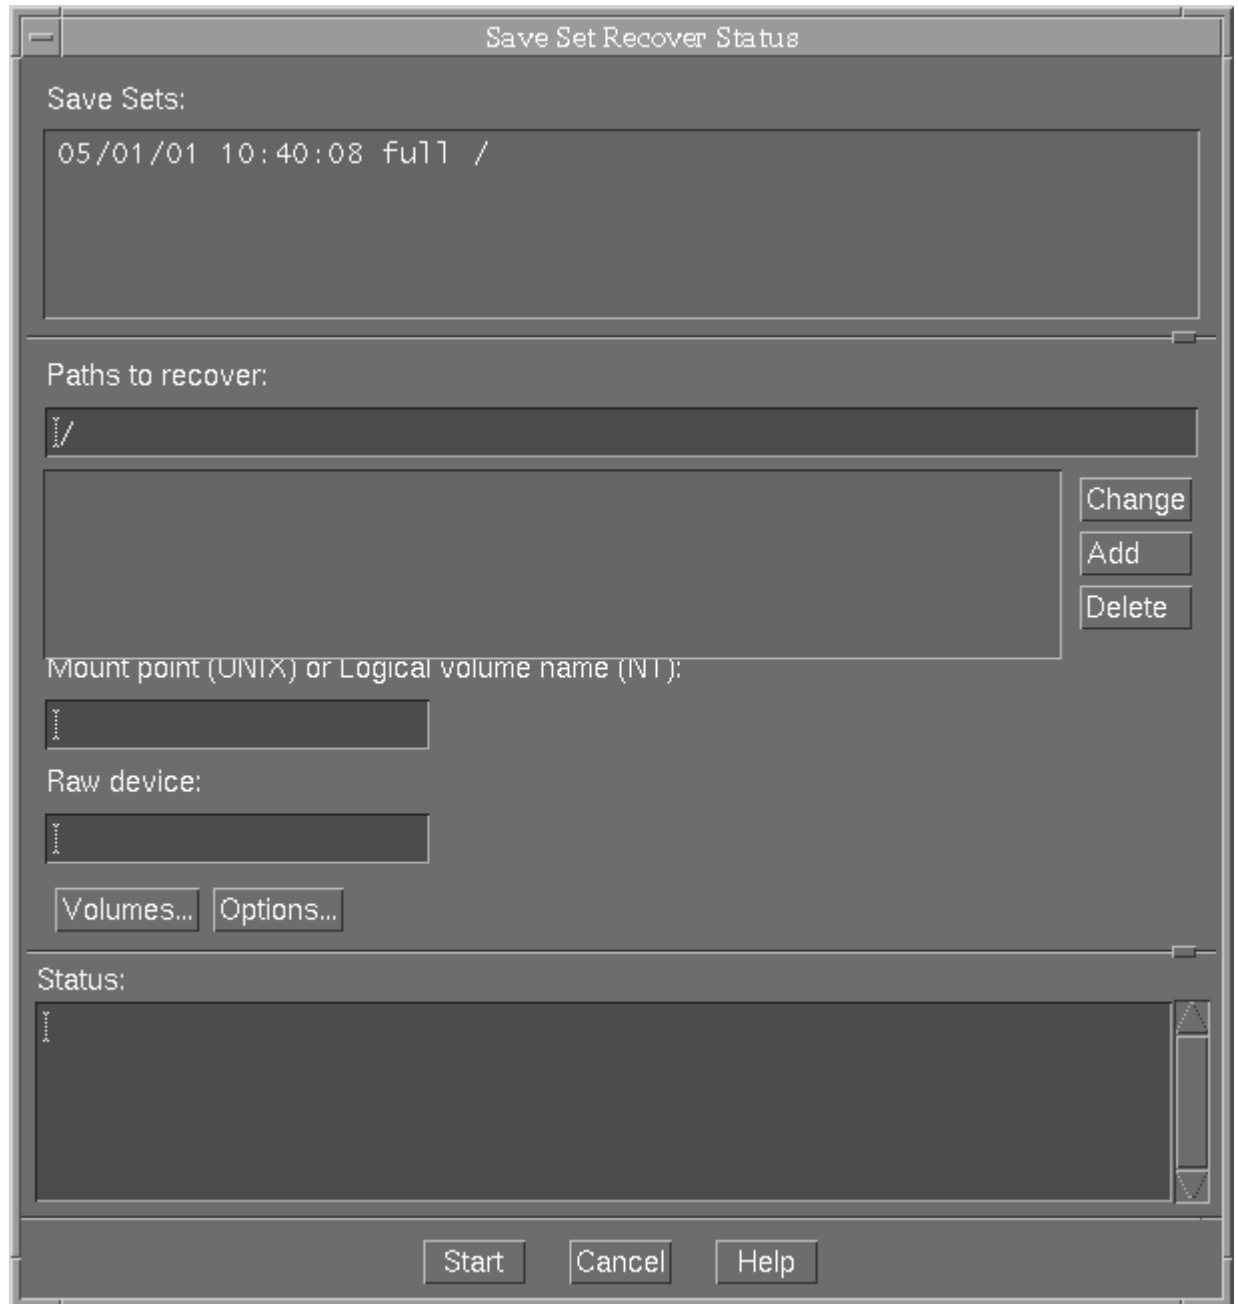 Save Set Recover Status
Save Sets:
05/01/01 10:40:08 full /
Paths to recover:
/
Change
Add
Delete
Mount point (UNIX) or Logical volume name (NT):
Raw device:
Volumes... Options...
Status:
Start Cancel Help